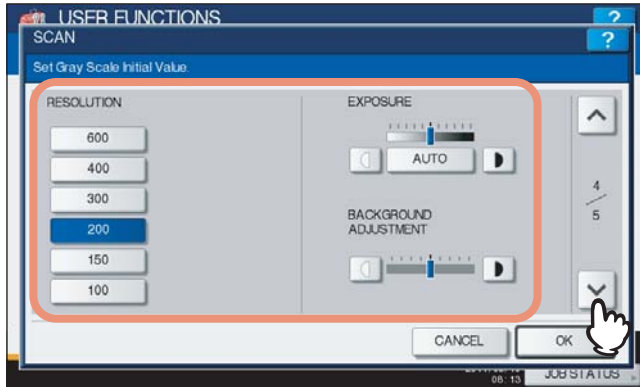 USER FUNCTIONS
?
SCAN
?
Set Gray Scale Initial Value.
RESOLUTION
600
400
300
200
150
100
EXPOSURE
AUTO
BACKGROUND
ADJUSTMENT
4
5
CANCEL
OK
06:13
JOB STATUS